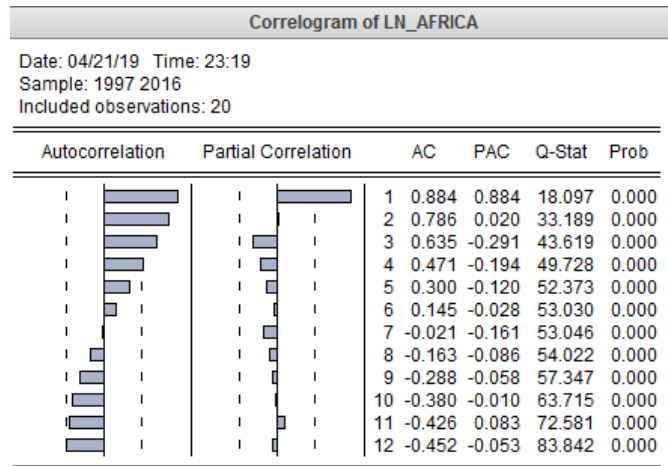 Correlogram of LN_AFRICA
Date: 04/21/19 Time: 23:19
Sample: 1997 2016
Included observations: 20
Autocorrelation Partial Correlation AC PAC Q-Stat Prob
1 0.884 0.884 18.097 0.000
2 0.786 0.020 33.189 0.000
3 0.635 -0.291 43.619 0.000
4 0.471 -0.194 49.728 0.000
5 0.300 -0.120 52.373 0.000
6 0.145 -0.028 53.030 0.000
7 -0.021 -0.161 53.046 0.000
8 -0.163 -0.086 54.022 0.000
9 -0.288 -0.058 57.347 0.000
10 -0.380 -0.010 63.715 0.000
11 -0.426 0.083 72.581 0.000
12 -0.452 -0.053 83.842 0.000